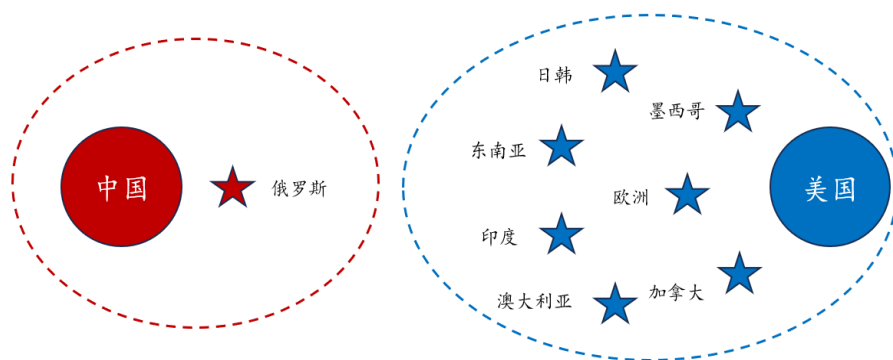 中国
俄罗斯
日韩
墨西哥
东南亚
欧洲
美国
印度
澳大利亚
加拿大